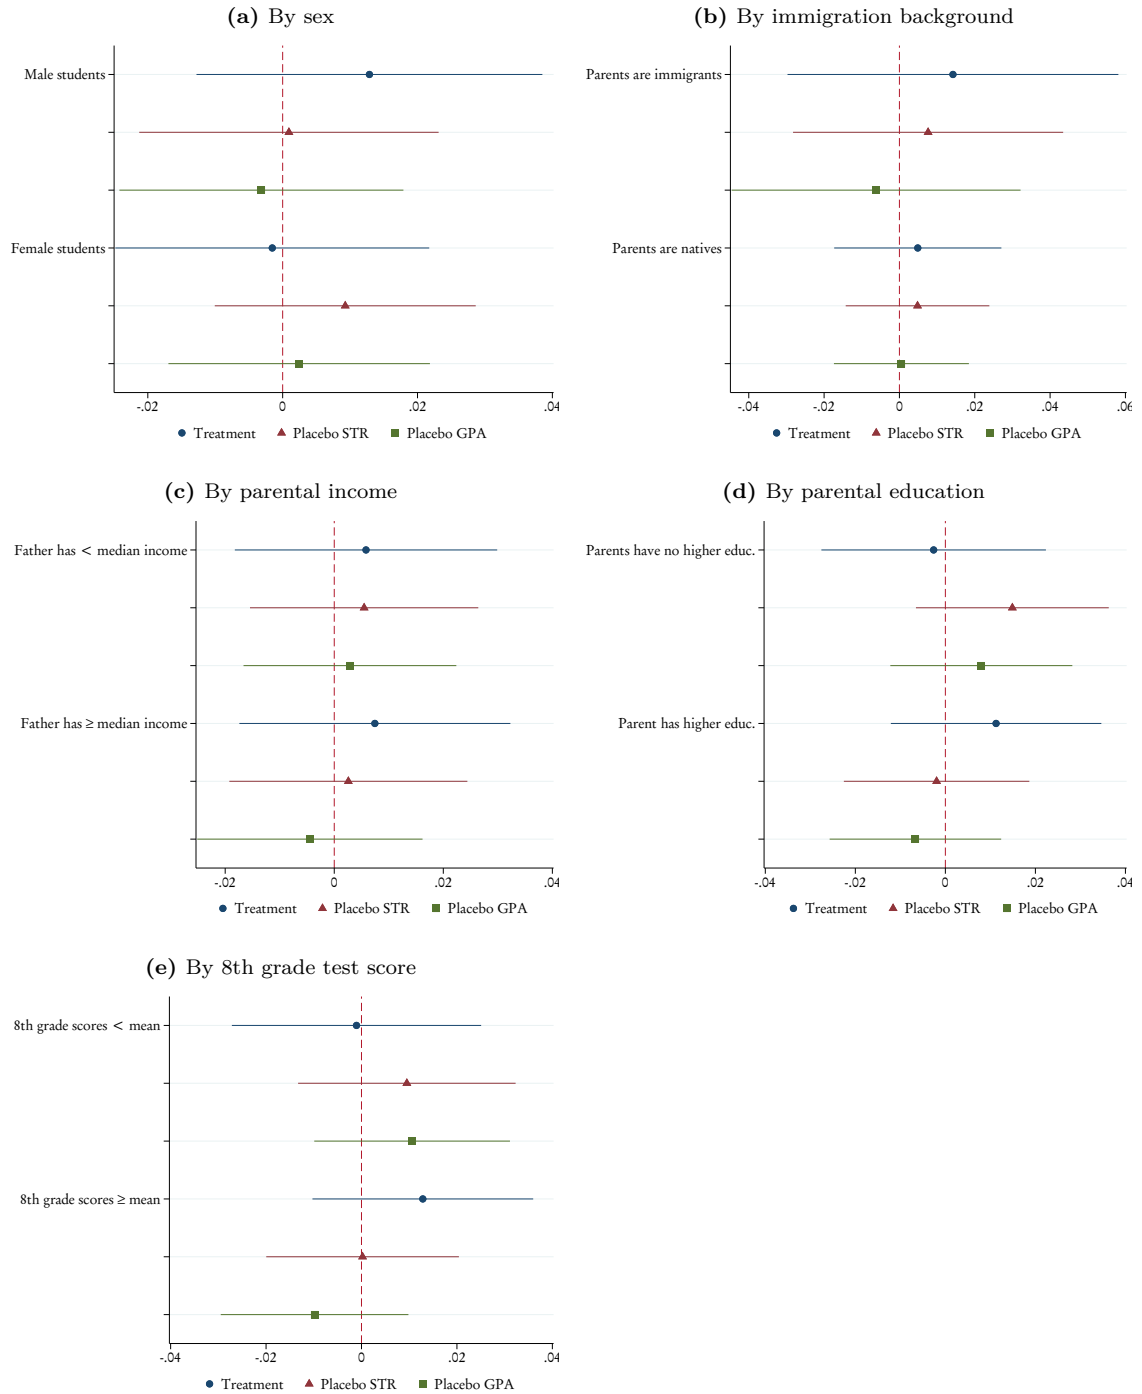 (a) By sex
Male students
Female students
-.02 0 .02 .04
Treatment Placebo STR Placebo GPA
(b) By immigration background
Parents are immigrants
Parents are natives
-.04 -.02 0 .02 .04 .06
Treatment Placebo STR Placebo GPA
(c) By parental income
Father has < median income
Father has ≥ median income
-.02 0 .02 .04
Treatment Placebo STR Placebo GPA
(d) By parental education
Parents have no higher educ.
Parent has higher educ.
-.04 -.02 0 .02 .04
Treatment Placebo STR Placebo GPA
(e) By 8th grade test score
8th grade scores < mean
8th grade scores ≥ mean
-.04 -.02 0 .02 .04
Treatment Placebo STR Placebo GPA